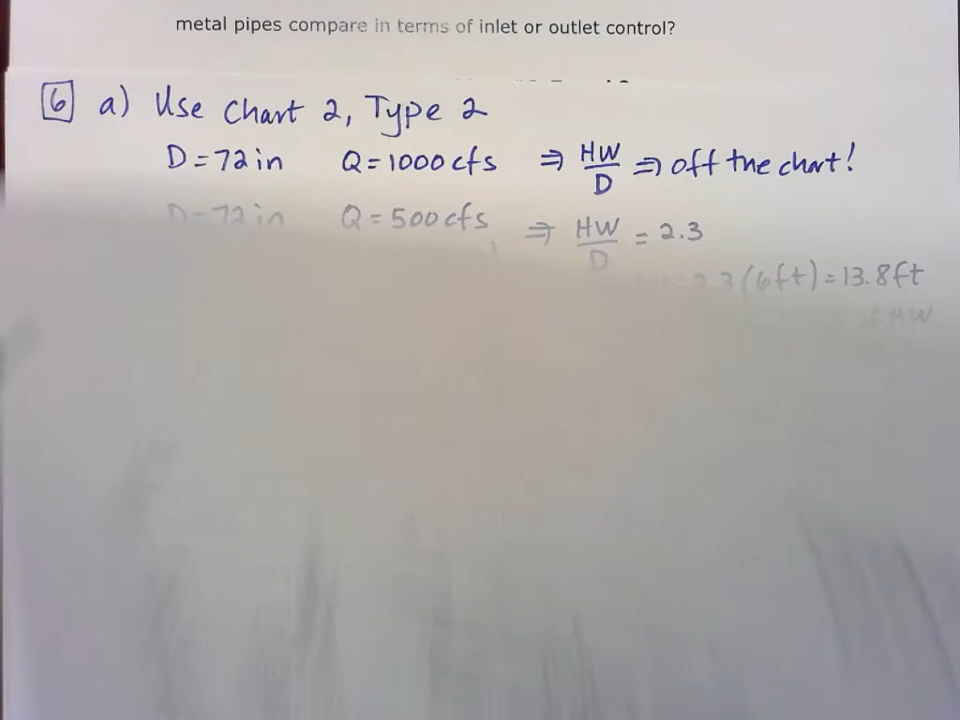 metal pipes compare in terms of inlet or outlet control?
6 a) Use Chart 2, Type 2
D = 72 in Q = 1000 cfs ⇒ HW/D ⇒ off the chart!
D = 72 in Q = 500 cfs ⇒ HW/D = 2.3
2.3 (6ft) = 13.8ft
HW